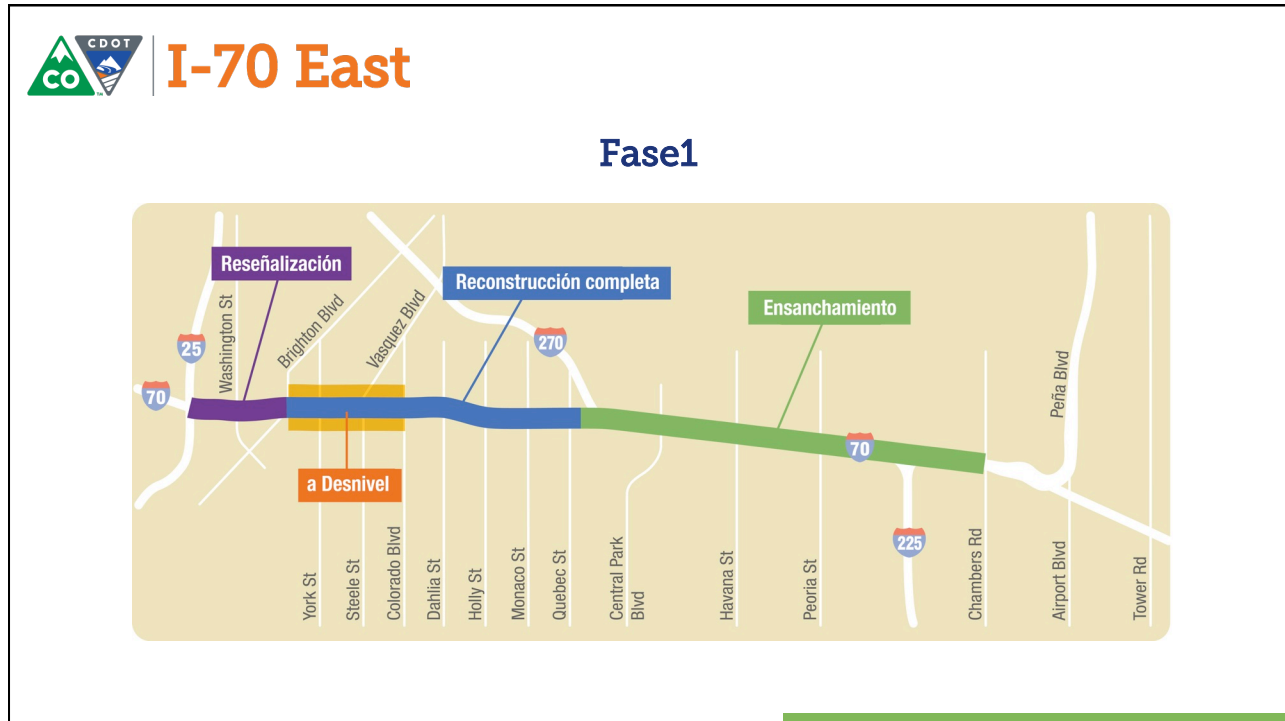 CDOT
CO
TM
I-70 East
Fase1
Reseñalización
Reconstrucción completa
Ensanchamiento
a Desnivel
Washington St
Brighton Blvd
Vasquez Blvd
Peña Blvd
25
70
270
70
225
York St
Steele St
Colorado Blvd
Dahlia St
Holly St
Monaco St
Quebec St
Central Park
Blvd
Havana St
Peoria St
Chambers Rd
Airport Blvd
Tower Rd